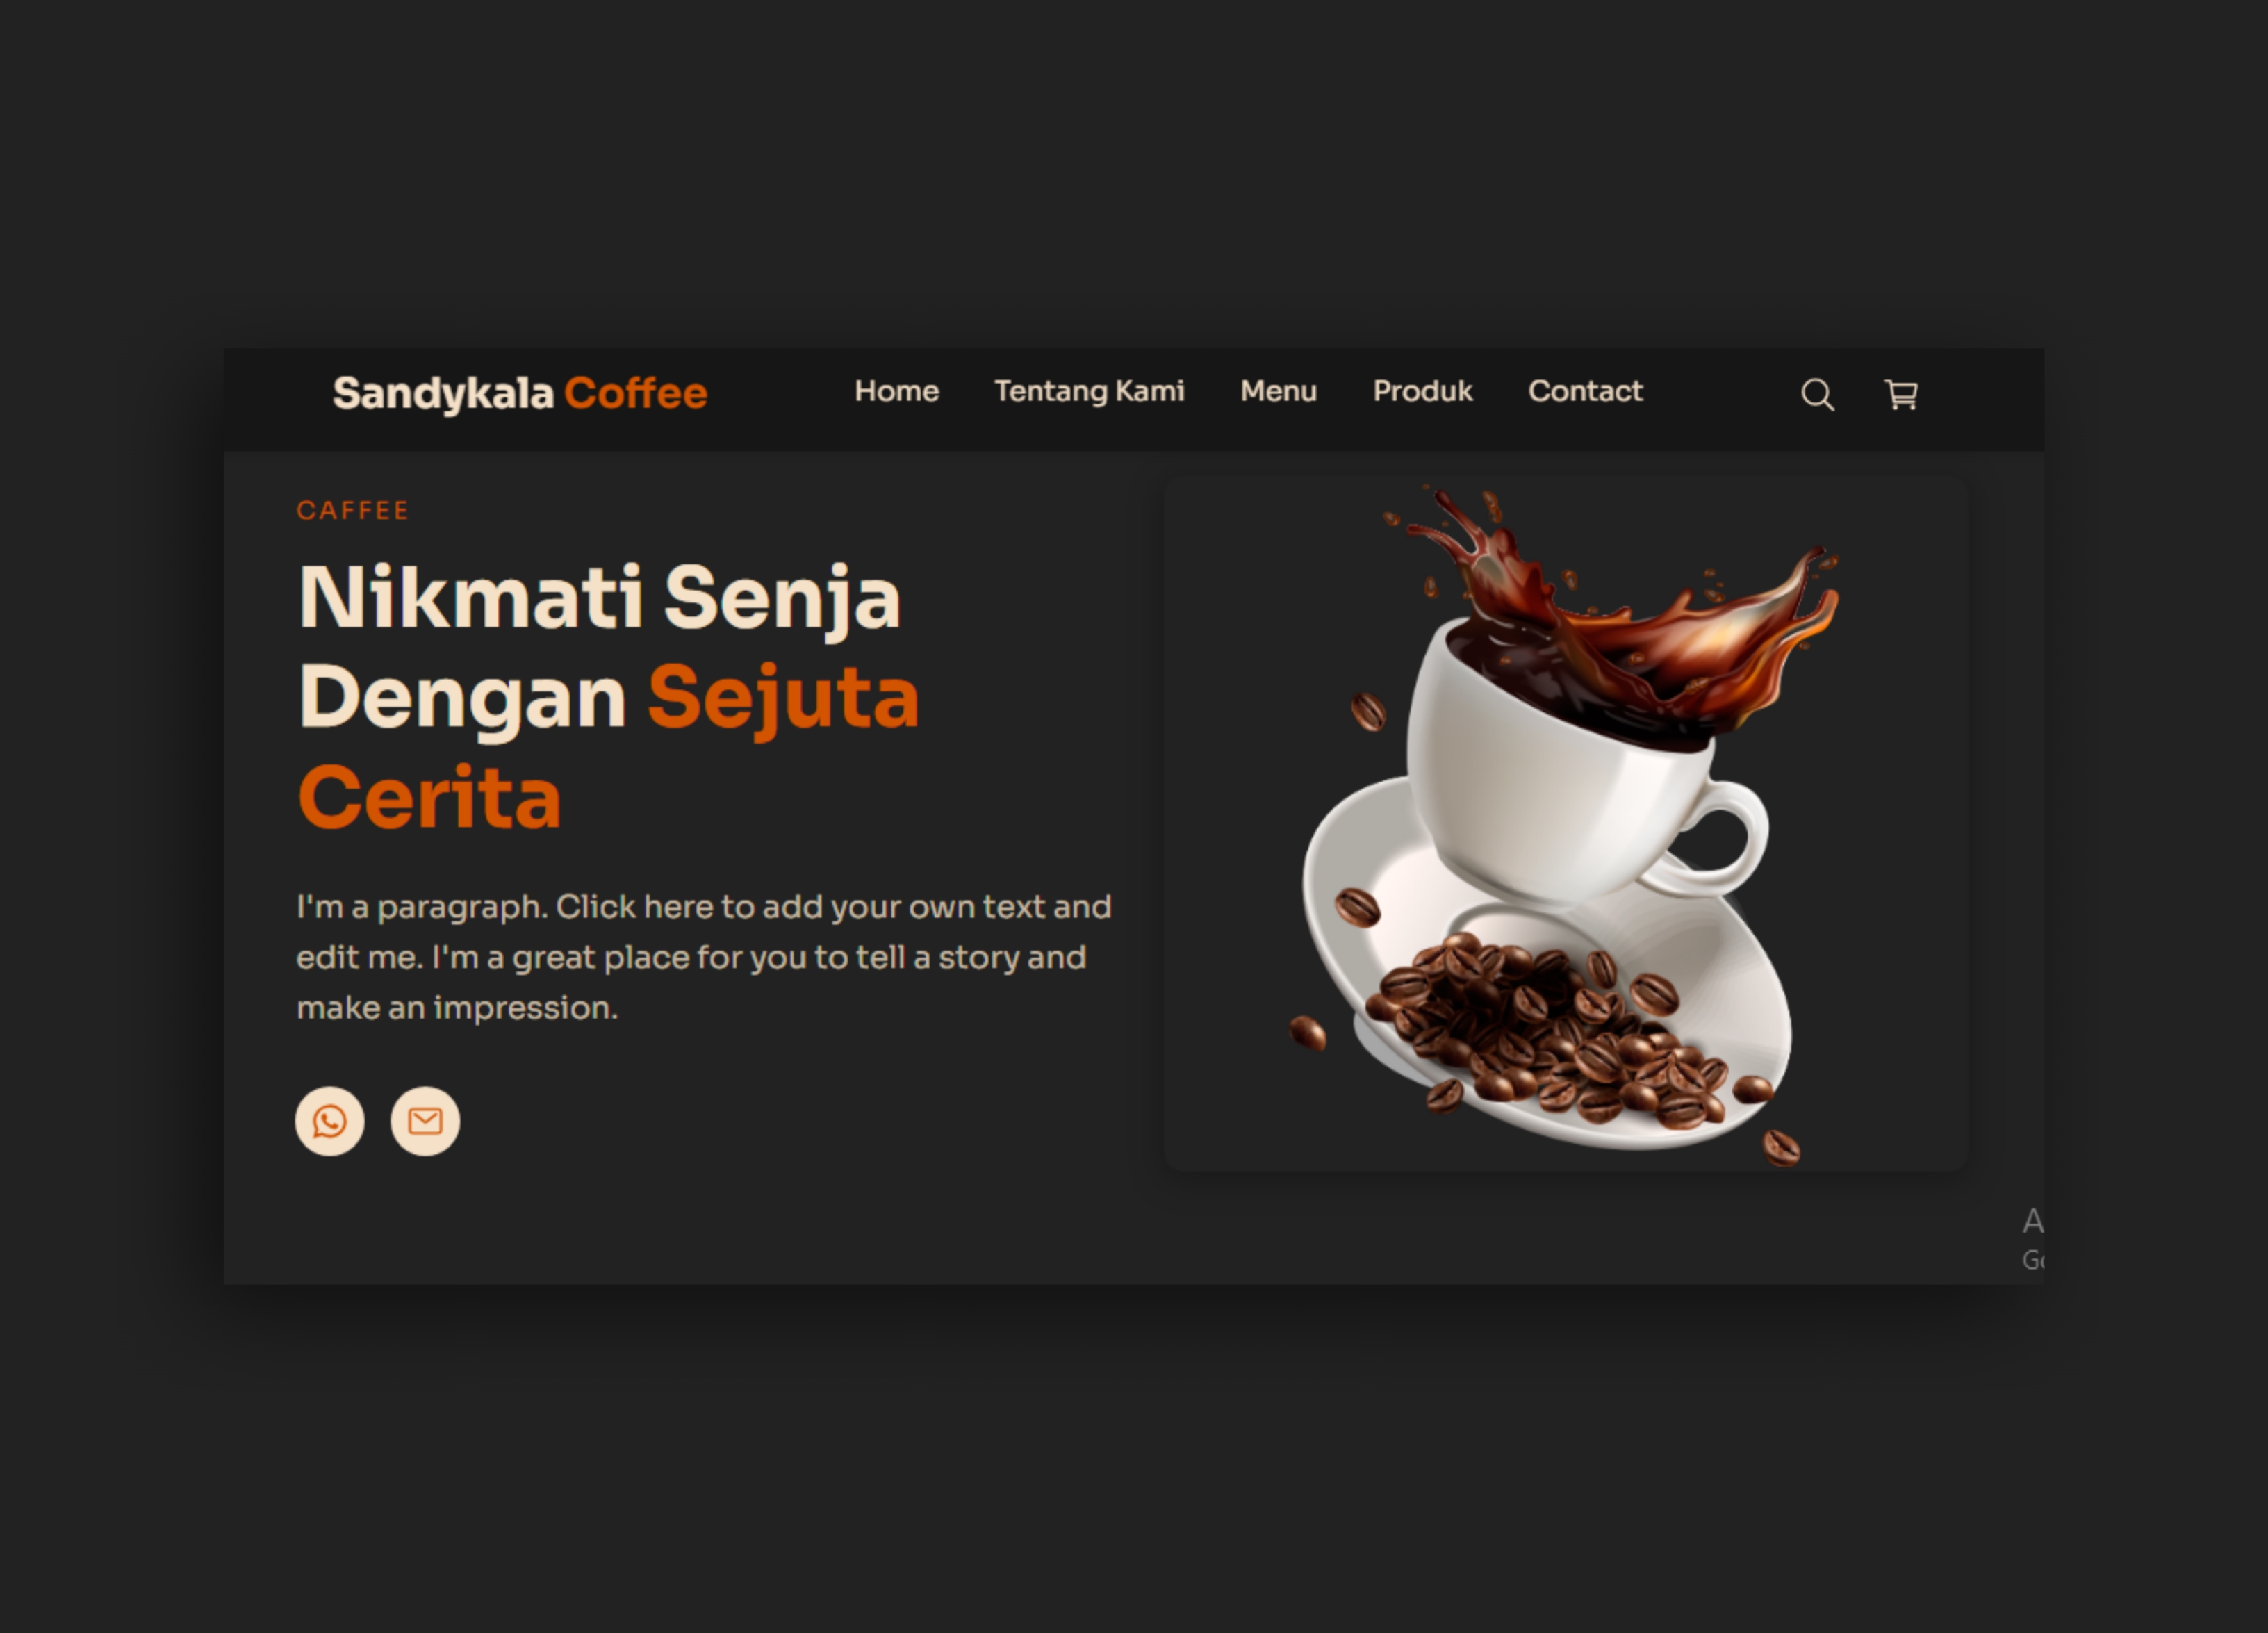 Sandykala Coffee
Home Tentang Kami Menu Produk Contact
CAFFEE
Nikmati Senja
Dengan Sejuta
Cerita
I'm a paragraph. Click here to add your own text and
edit me. I'm a great place for you to tell a story and
make an impression.